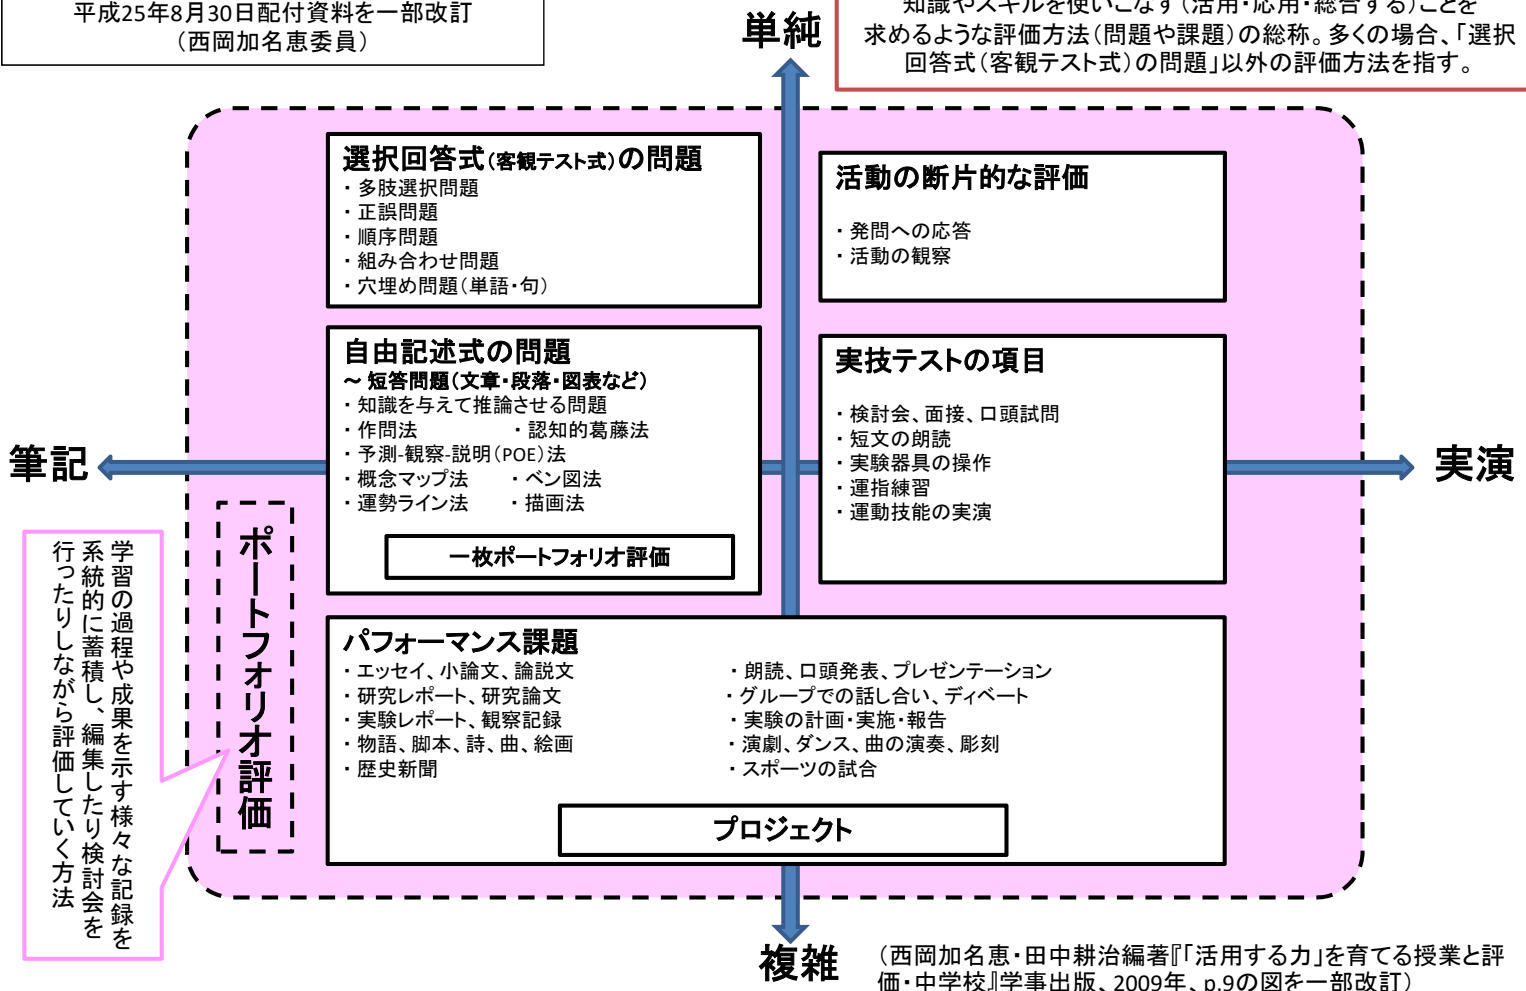 平成25年8月30日配付資料を一部改訂
（西岡加名恵委員）
知識やスキルを使いこなす（活用・応用・総合する）ことを
求めるような評価方法（問題や課題）の総称。多くの場合、「選択
回答式（客観テスト式）の問題」以外の評価方法を指す。
単純
選択回答式（客観テスト式）の問題
・多肢選択問題
・正誤問題
・順序問題
・組み合わせ問題
・穴埋め問題（単語・句）
活動の断片的な評価
・発問への応答
・活動の観察
自由記述式の問題
～短答問題（文章・段落・図表など）
・知識を与えて推論させる問題
・作問法　・認知的葛藤法
・予測-観察-説明（POE）法
・概念マップ法　・ベン図法
・運勢ライン法　・描画法
一枚ポートフォリオ評価
実技テストの項目
・検討会、面接、口頭試問
・短文の朗読
・実験器具の操作
・運指練習
・運動技能の実演
筆記
実演
ポートフォリオ評価
学習の過程や成果を示す様々な記録を
系統的に蓄積し、編集したり検討会を
行ったりしながら評価していく方法
パフォーマンス課題
・エッセイ、小論文、論説文
・研究レポート、研究論文
・実験レポート、観察記録
・物語、脚本、詩、曲、絵画
・歴史新聞
・朗読、口頭発表、プレゼンテーション
・グループでの話し合い、ディベート
・実験の計画・実施・報告
・演劇、ダンス、曲の演奏、彫刻
・スポーツの試合
プロジェクト
複雑
（西岡加名恵・田中耕治編著『「活用する力」を育てる授業と評
価・中学校』学事出版、2009年、p.9の図を一部改訂）